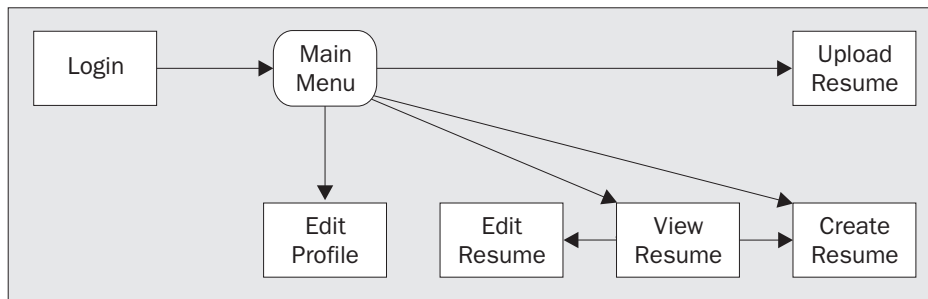 Login
Main
Menu
Upload
Resume
Edit
Profile
Edit
Resume
View
Resume
Create
Resume